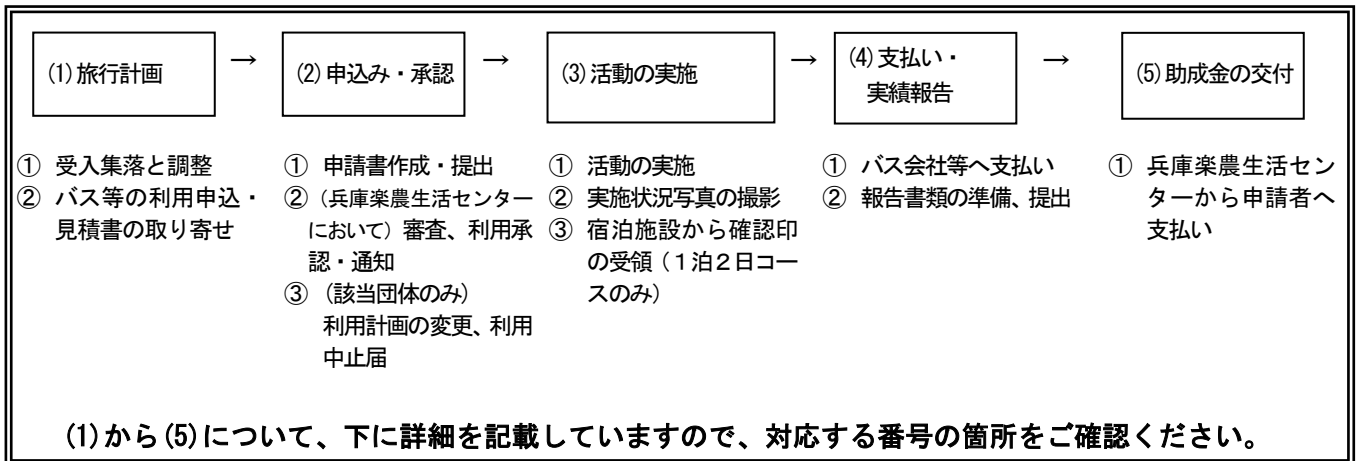 (1)旅行計画 → (2)申込み・承認 → (3)活動の実施 → (4)支払い・ → (5)助成金の交付
実績報告
① 受入集落と調整
② バス等の利用申込・
見積書の取り寄せ
① 申請書作成・提出
②（兵庫楽農生活センター
において）審査、利用承
認・通知
③ （該当団体のみ）
利用計画の変更、利用
中止届
① 活動の実施
② 実施状況写真の撮影
③ 宿泊施設から確認印
の受領（１泊２日コー
スのみ）
① バス会社等へ支払い
② 報告書類の準備、提出
① 兵庫楽農生活セン
ターから申請者へ
支払い
(1)から(5)について、下に詳細を記載していますので、対応する番号の箇所をご確認ください。